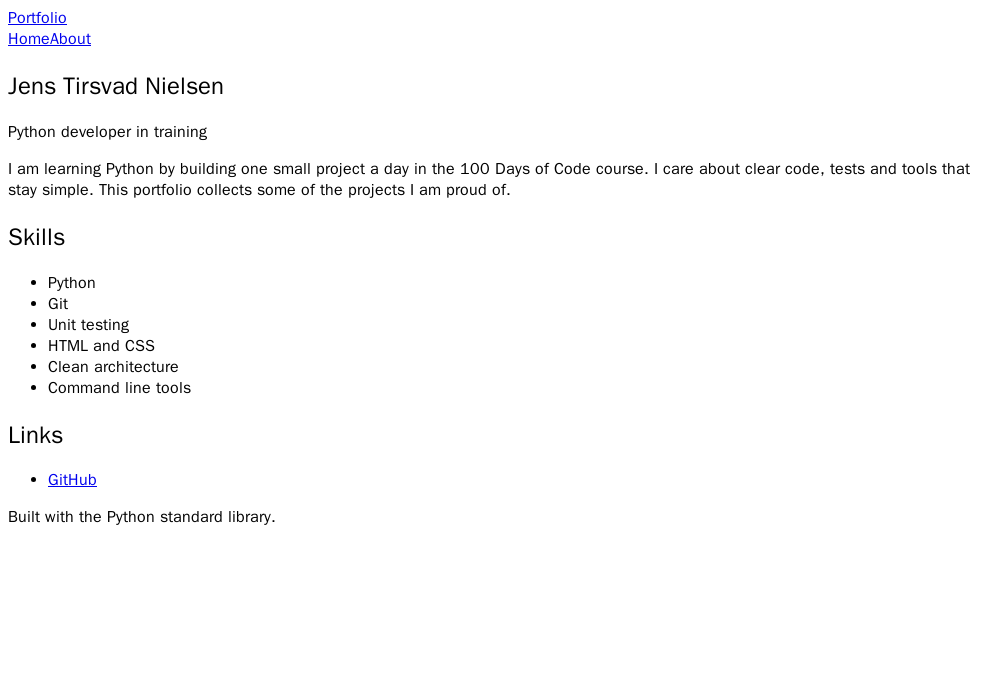 Portfolio
HomeAbout
Jens Tirsvad Nielsen
Python developer in training
I am learning Python by building one small project a day in the 100 Days of Code course. I care about clear code, tests and tools that
stay simple. This portfolio collects some of the projects I am proud of.
Skills
Python
Git
Unit testing
HTML and CSS
Clean architecture
Command line tools
Links
GitHub
Built with the Python standard library.